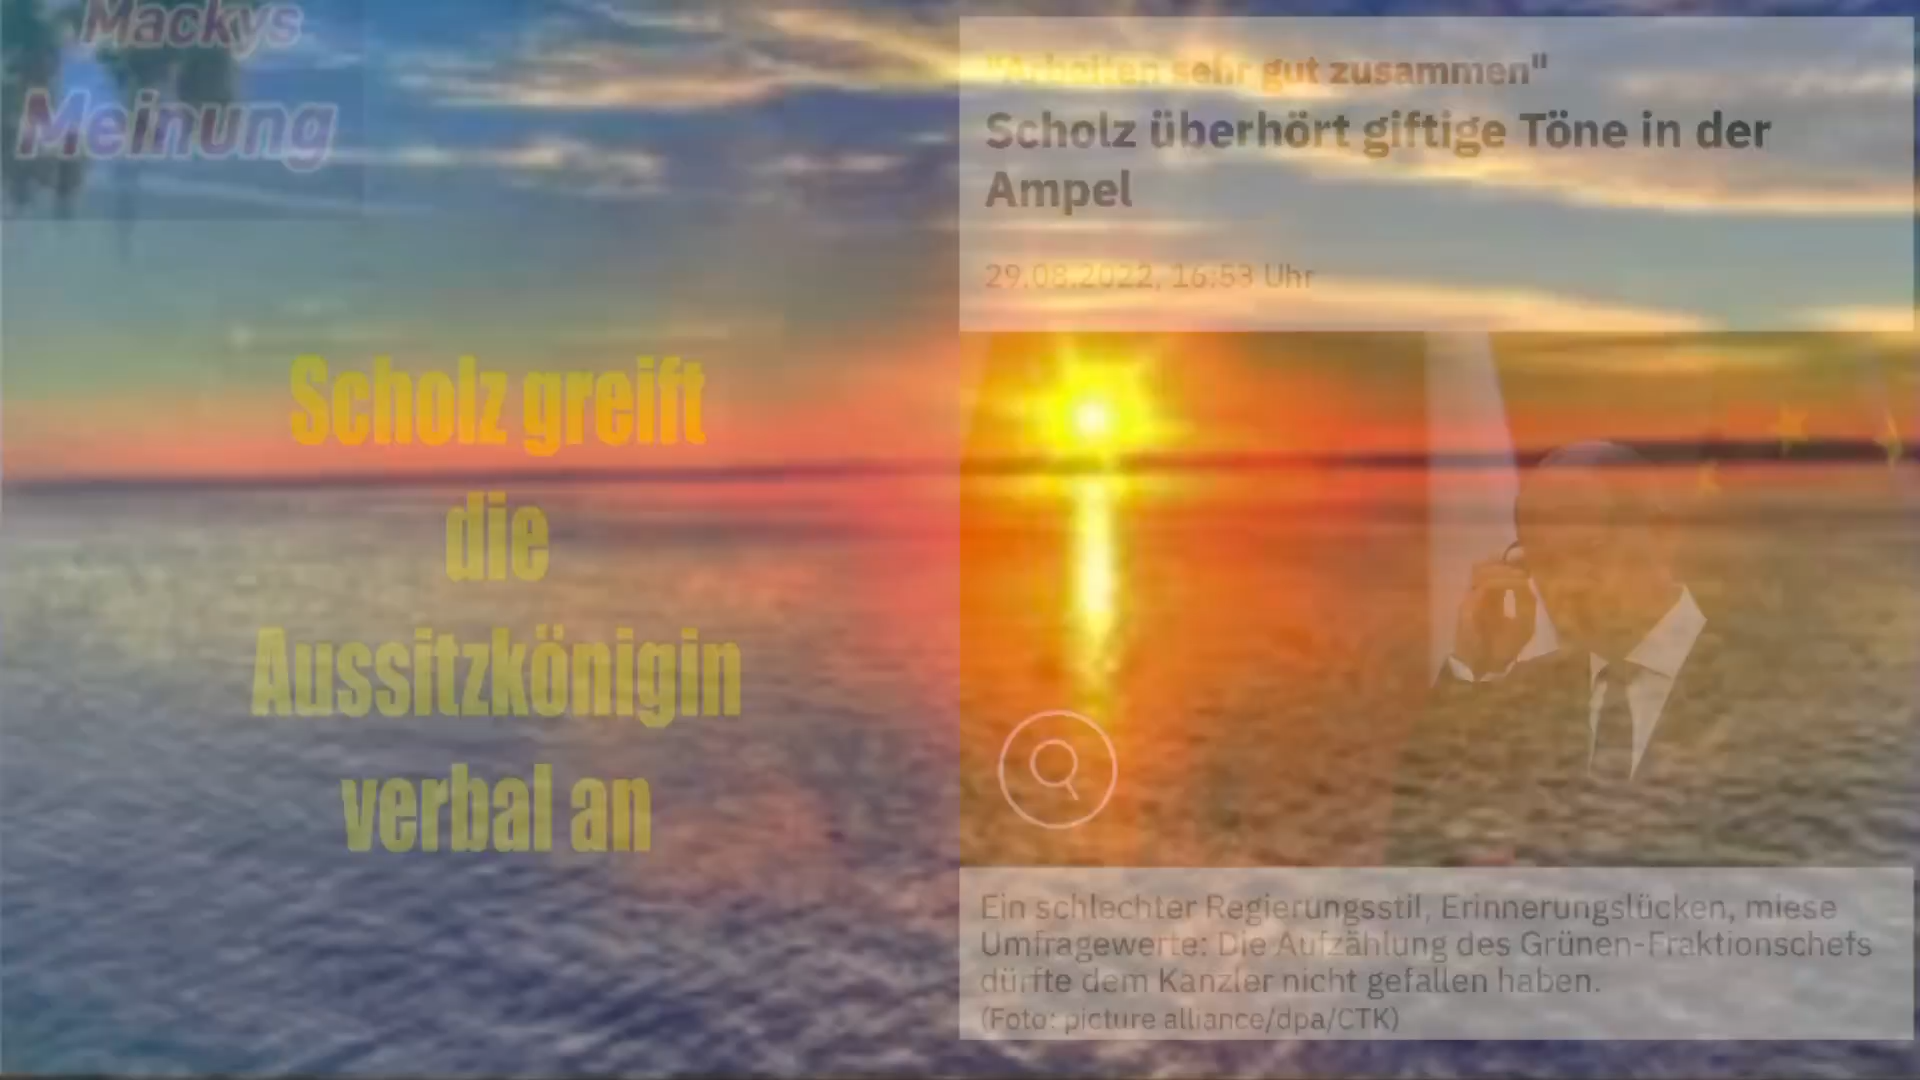 Mackys
Meinung
Scholz greift
die
Aussitzkönigin
verbal an
"Arbeiten sehr gut zusammen"
Scholz überhört giftige Töne in der
Ampel
29.08.2022, 16:53 Uhr
Ein schlechter Regierungsstil, Erinnerungslücken, miese
Umfragewerte: Die Aufzählung des Grünen-Fraktionschefs
dürfte dem Kanzler nicht gefallen haben.
(Foto: picture alliance/dpa/CTK)